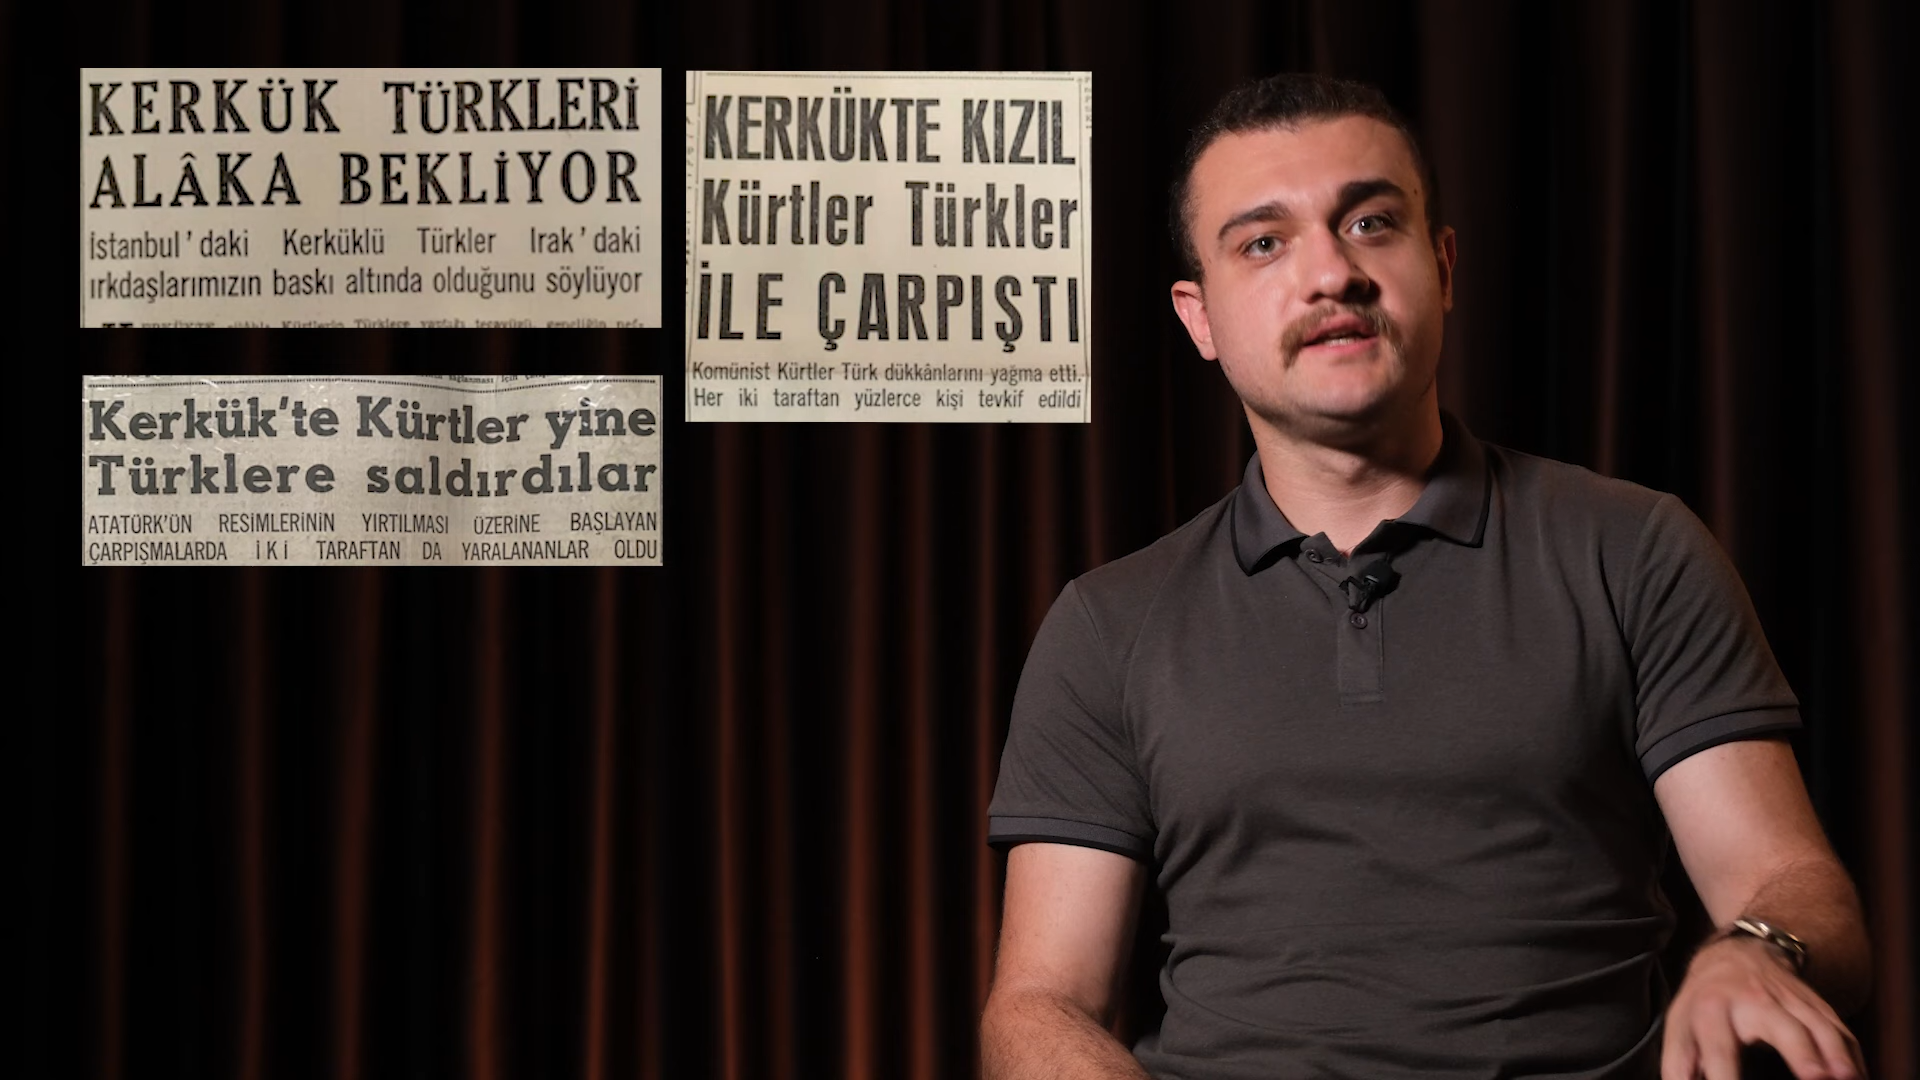 KERKÜK TÜRKLERİ
ALÂKA BEKLİYOR
İstanbul'daki Kerküklü Türkler Irak'daki
ırkdaşlarımızın baskı altında olduğunu söylüyor
Kerkük'te Kürtler yine
Türklere saldırdılar
ATATÜRK'ÜN RESİMLERİNİN YIRTILMASI ÜZERİNE BAŞLAYAN
ÇARPIŞMALARDA İKİ TARAFTAN DA YARALANANLAR OLDU
KERKÜKTE KIZIL
Kürtler Türkler
İLE ÇARPIŞTI
Komünist Kürtler Türk dükkânlarını yağma etti.
Her iki taraftan yüzlerce kişi tevkif edildi